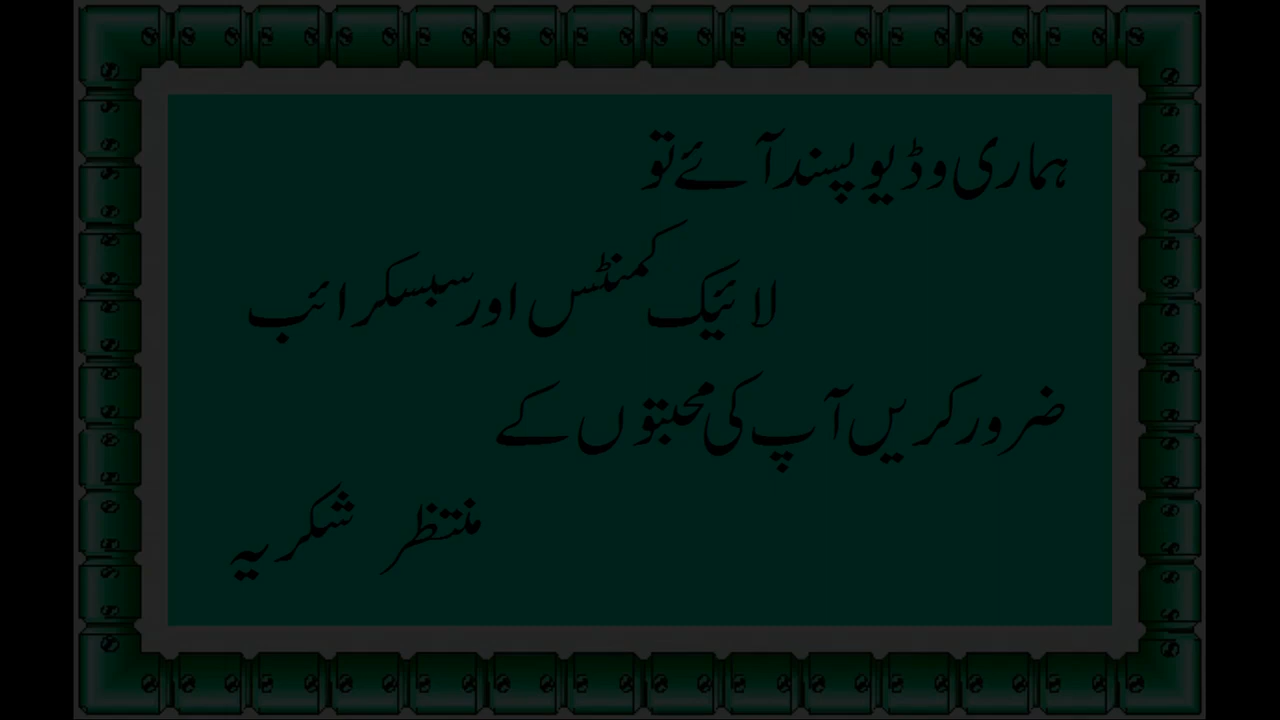 ہماری وڈیو پسند آئے تو
لائیک کمنٹس اور سبسکرائب
ضرور کریں آپ کی محبتوں کے
منتظر شکریہ